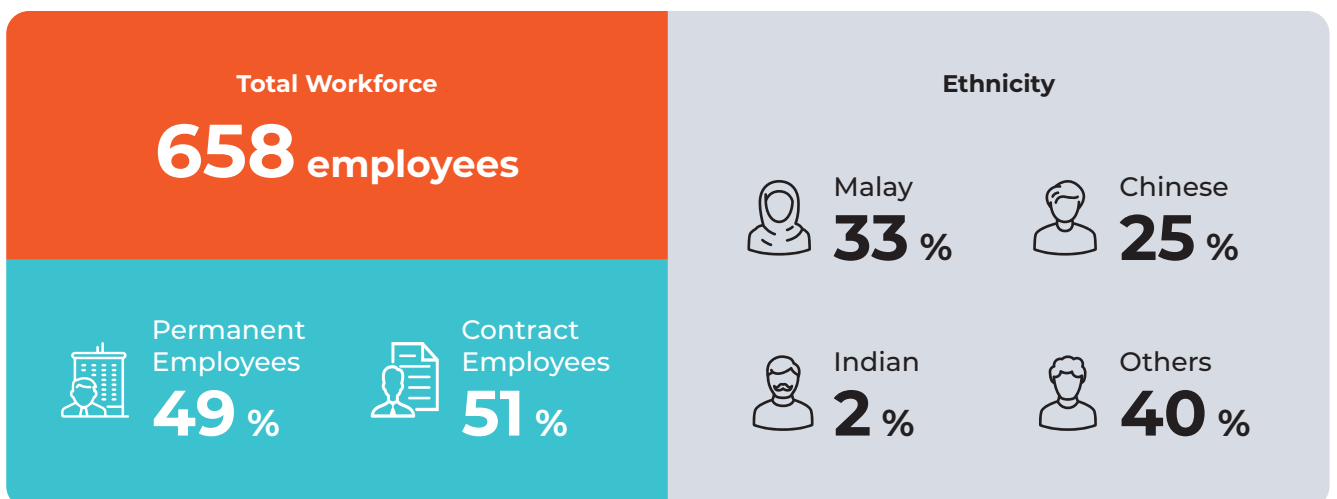 Total Workforce
658 employees
Permanent
Employees
49 %
Contract
Employees
51 %
Ethnicity
Malay
33 %
Chinese
25 %
Indian
2 %
Others
40 %